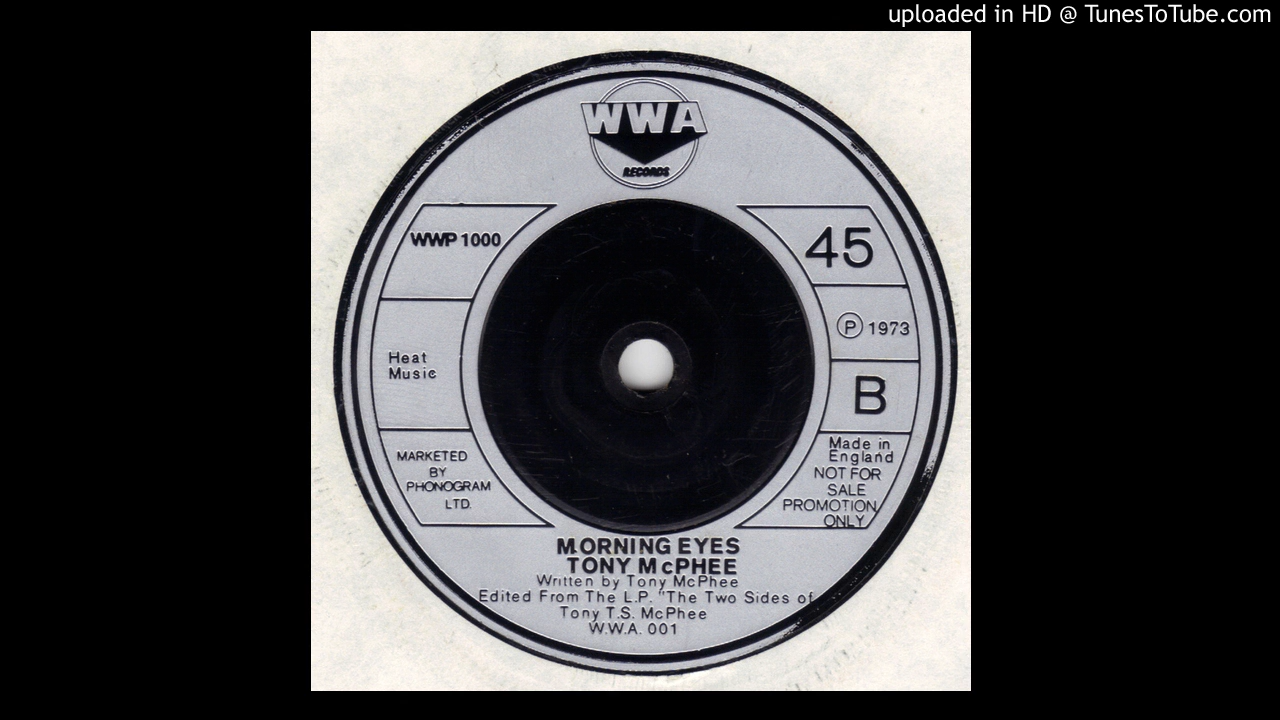 uploaded in HD @ TunesToTube.com
WWA
RECORDS
WWP 1000
45
Ⓟ 1973
Heat
Music
B
MARKETED
BY
PHONOGRAM
LTD.
Made in
England
NOT FOR
SALE
PROMOTION
ONLY
MORNING EYES
TONY McPHEE
Written by Tony McPhee
Edited From The L.P. "The Two Sides of
Tony T.S. McPhee
W.W.A. 001